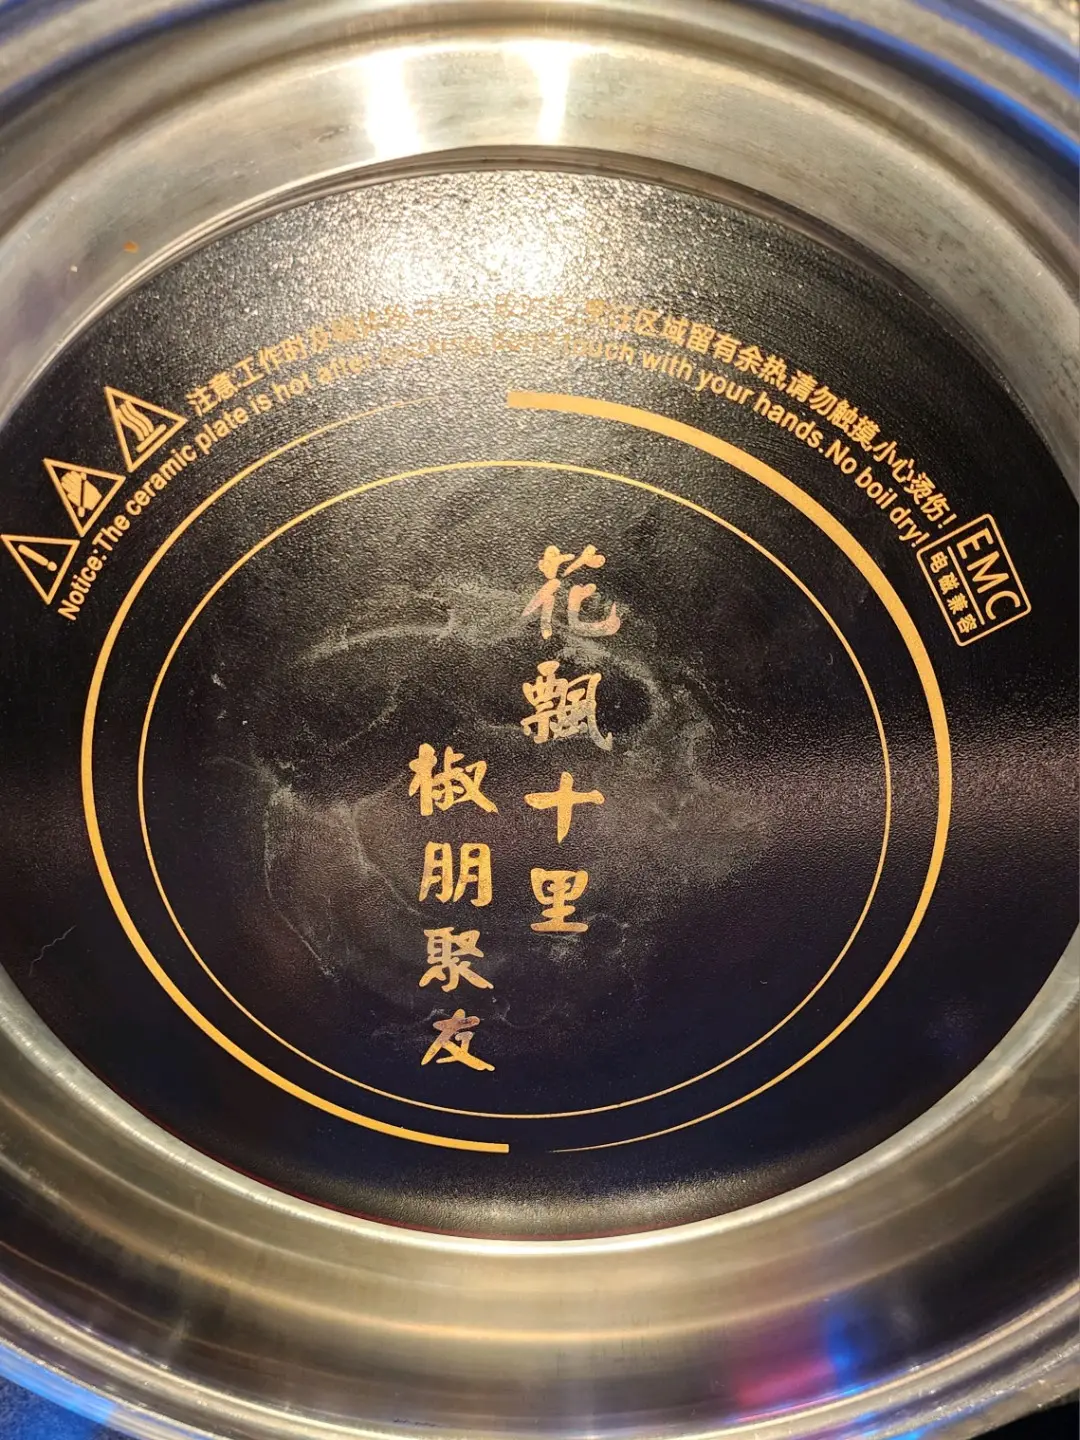 注意:工作时及
区域留有余热,请勿触摸,小心烫伤!
Notice: The ceramic plate is hot after touch with your hands. No boil dry!
EMC
电磁兼容
花飘十里
椒朋聚友